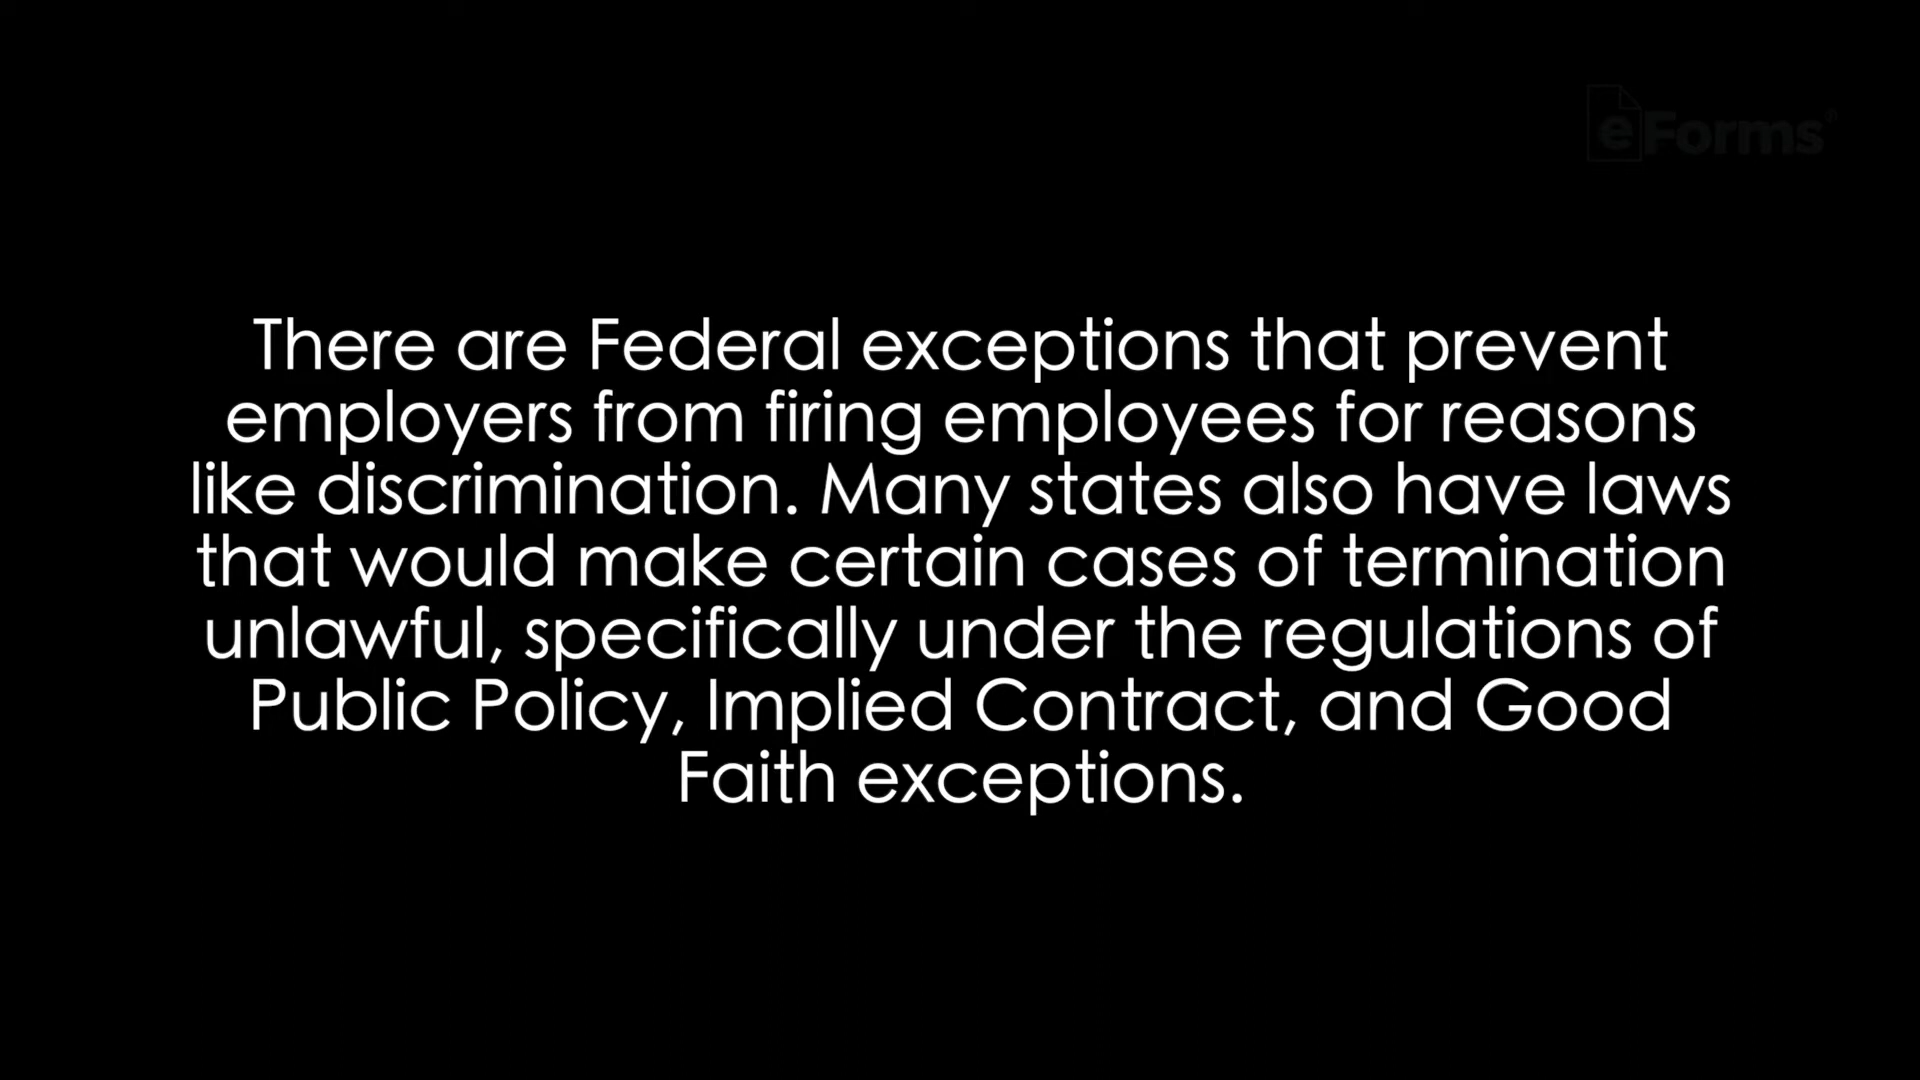 eForms
There are Federal exceptions that prevent
employers from firing employees for reasons
like discrimination. Many states also have laws
that would make certain cases of termination
unlawful, specifically under the regulations of
Public Policy, Implied Contract, and Good
Faith exceptions.